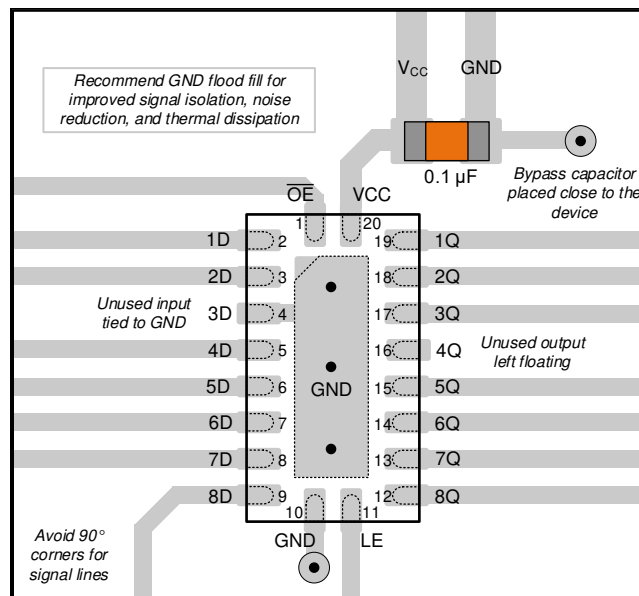 Recommend GND flood fill for
improved signal isolation, noise
reduction, and thermal dissipation
VCC GND
0.1 µF
Bypass capacitor
placed close to the
device
OE VCC
1 20
1D 2 19 1Q
2D 3 18 2Q
Unused input
tied to GND
3D 4 17 3Q
4D 5 16 4Q
Unused output
left floating
5D 6 GND 15 5Q
6D 7 14 6Q
7D 8 13 7Q
8D 9 12 8Q
10 11
GND LE
Avoid 90°
corners for
signal lines